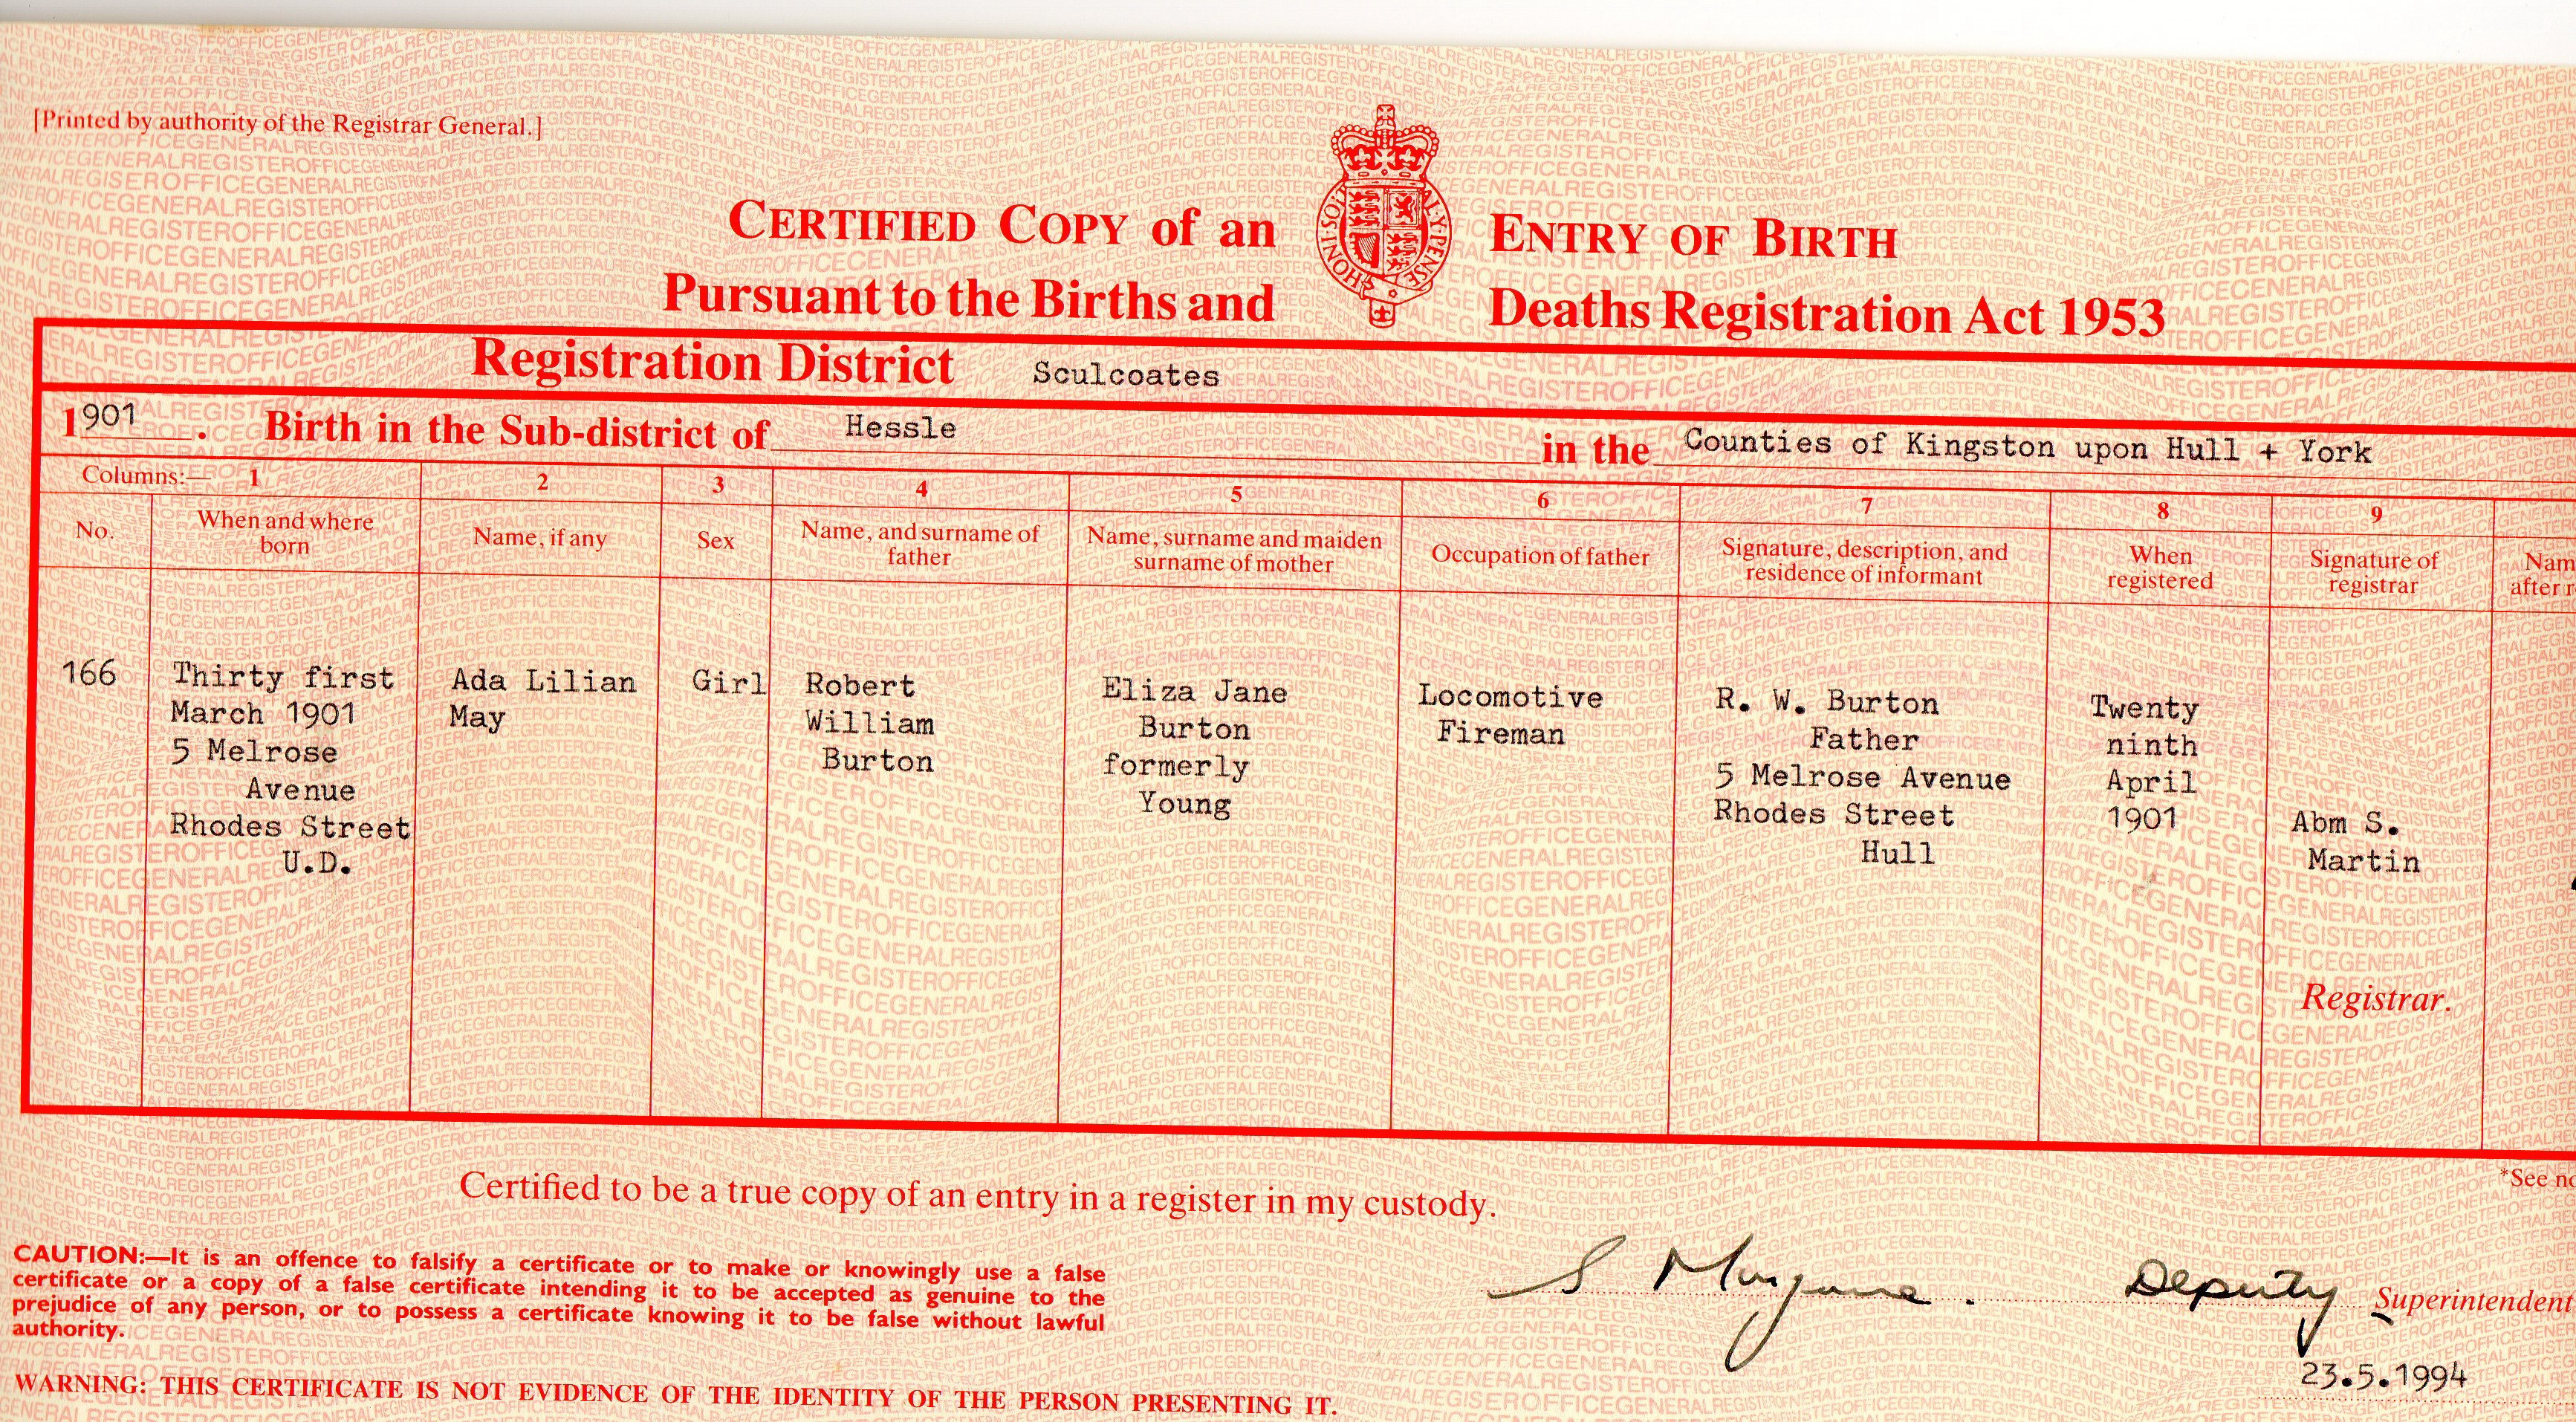 [Printed by authority of the Registrar General.]
CERTIFIED COPY of an ENTRY OF BIRTH
Pursuant to the Births and Deaths Registration Act 1953
HONI·SOIT AL·Y·PENSE
Registration District Sculcoates
1901. Birth in the Sub-district of Hessle in the Counties of Kingston upon Hull + York
Columns:— 1 2 3 4 5 6 7 8 9
No.
When and where
born
Name, if any
Sex
Name, and surname of
father
Name, surname and maiden
surname of mother
Occupation of father
Signature, description, and
residence of informant
When
registered
Signature of
registrar
Nam
after r
166
Thirty first
March 1901
5 Melrose
Avenue
Rhodes Street
U.D.
Ada Lilian
May
Girl
Robert
William
Burton
Eliza Jane
Burton
formerly
Young
Locomotive
Fireman
R. W. Burton
Father
5 Melrose Avenue
Rhodes Street
Hull
Twenty
ninth
April
1901
Abm S.
Martin
Registrar.
*See no
Certified to be a true copy of an entry in a register in my custody.
CAUTION:—It is an offence to falsify a certificate or to make or knowingly use a false
certificate or a copy of a false certificate intending it to be accepted as genuine to the
prejudice of any person, or to possess a certificate knowing it to be false without lawful
authority.
S Deputy Superintendent
23.5.1994
WARNING: THIS CERTIFICATE IS NOT EVIDENCE OF THE IDENTITY OF THE PERSON PRESENTING IT.